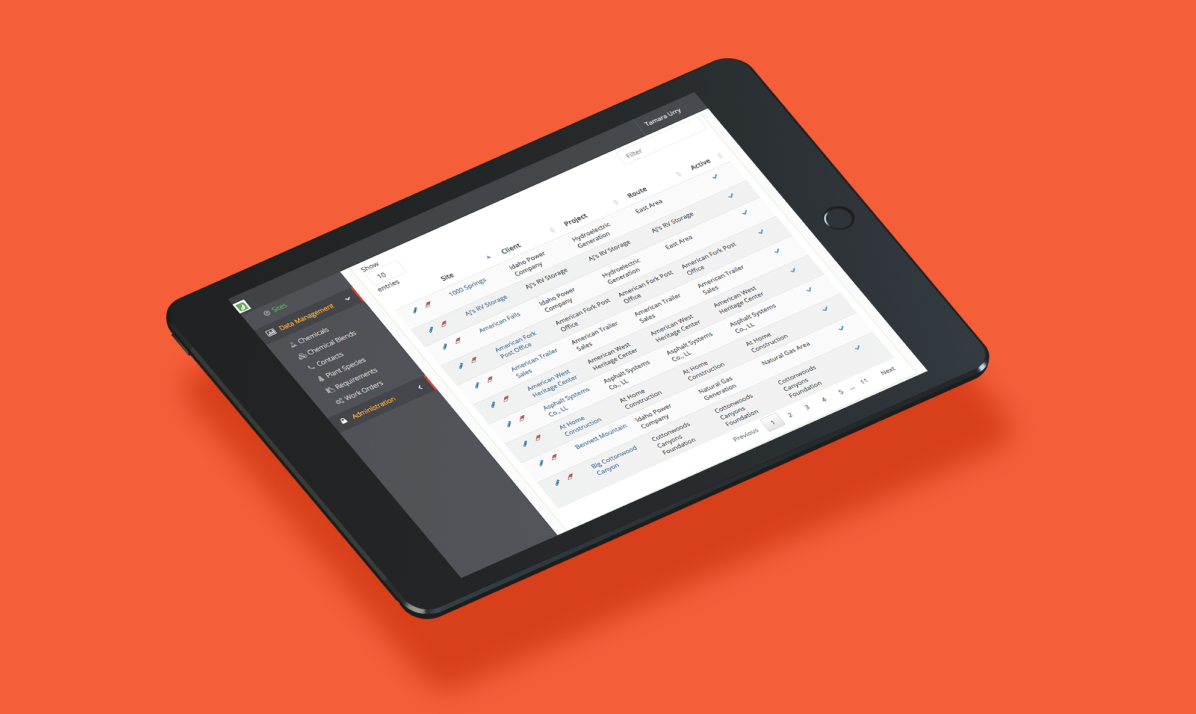 Tamara Urry
Sites
Data Management
Chemicals
Chemical Blends
Contacts
Plant Species
Requirements
Work Orders
Administration
Show
10
entries
Filter
Site Client Project Route Active
1000 Springs Idaho Power Hydroelectric East Area
Company Generation
AJ's RV Storage AJ's RV Storage AJ's RV Storage AJ's RV Storage
American Falls Idaho Power Hydroelectric East Area
Company Generation
American Fork American Fork Post American Fork Post American Fork Post
Post Office Office Office Office
American Trailer American Trailer American Trailer American Trailer
Sales Sales Sales Sales
American West American West American West American West
Heritage Center Heritage Center Heritage Center Heritage Center
Asphalt Systems Asphalt Systems Asphalt Systems Asphalt Systems
Co., LL Co., LL Co., LL Co., LL
At Home At Home At Home At Home
Construction Construction Construction Construction
Bennett Mountain Idaho Power Natural Gas Natural Gas Area
Company Generation
Big Cottonwood Cottonwoods Cottonwoods Cottonwoods
Canyon Canyons Canyons Canyons
Foundation Foundation Foundation
Previous 1 2 3 4 5 ... 11 Next